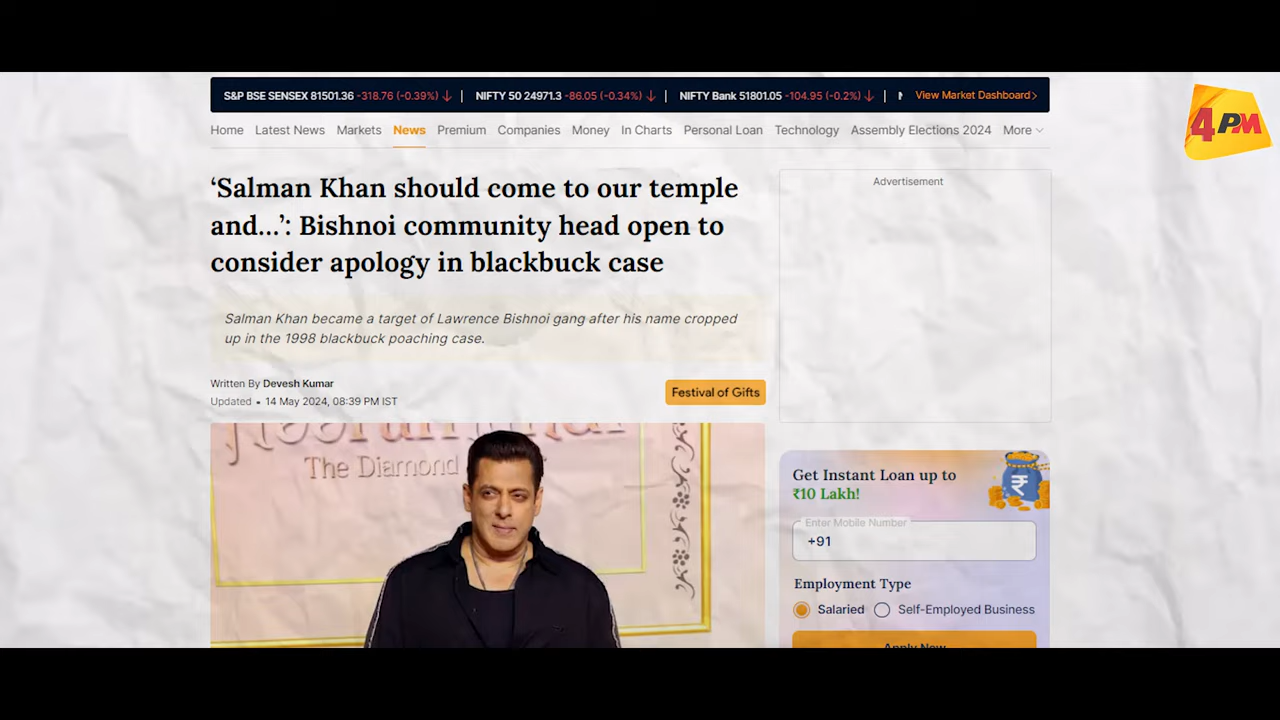 S&P BSE SENSEX 81501.36 -318.76 (-0.39%) ↓ | NIFTY 50 24971.3 -86.05 (-0.34%) ↓ | NIFTY Bank 51801.05 -104.95 (-0.2%) ↓ | View Market Dashboard >
4PM
Home Latest News Markets News Premium Companies Money In Charts Personal Loan Technology Assembly Elections 2024 More
‘Salman Khan should come to our temple
and...’: Bishnoi community head open to
consider apology in blackbuck case
Advertisement
Salman Khan became a target of Lawrence Bishnoi gang after his name cropped
up in the 1998 blackbuck poaching case.
Written By Devesh Kumar
Updated • 14 May 2024, 08:39 PM IST
Festival of Gifts
The Diamond
Get Instant Loan up to
₹10 Lakh!
Enter Mobile Number
+91
Employment Type
Salaried Self-Employed Business
Apply Now